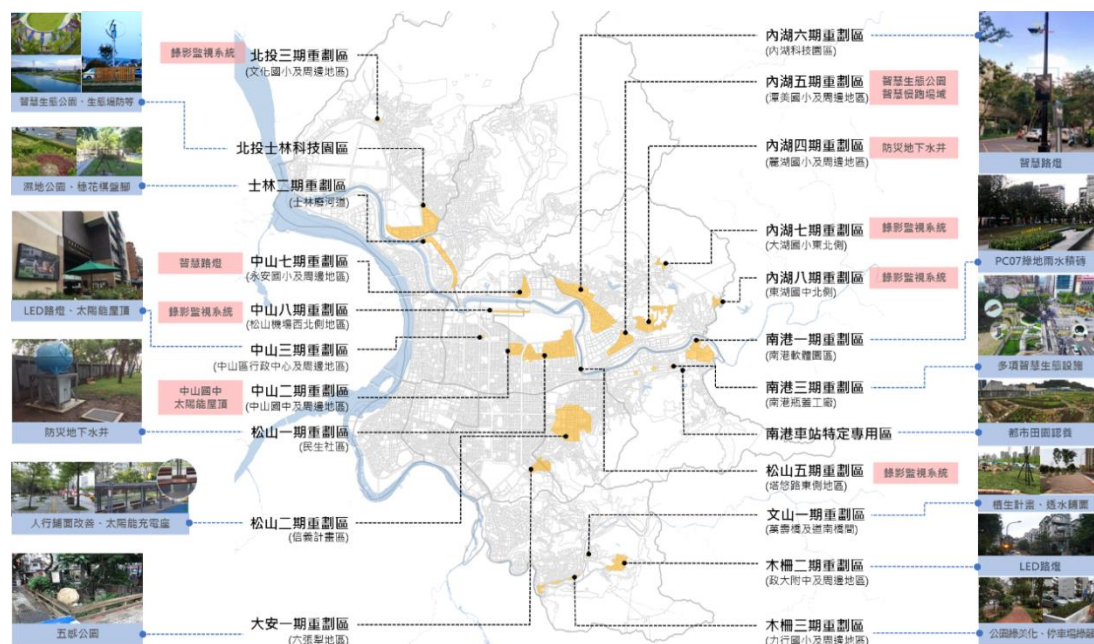 智慧生態公園、生態堤防等
濕地公園、穗花棋盤腳
LED路燈、太陽能屋頂
防災地下水井
人行鋪面改善、太陽能充電座
五感公園
錄影監視系統
北投三期重劃區
(文化國小及周邊地區)
北投士林科技園區
士林二期重劃區
(士林廢河道)
智慧路燈
中山七期重劃區
(永安國小及周邊地區)
錄影監視系統
中山八期重劃區
(松山機場西北側地區)
中山三期重劃區
(中山區行政中心及周邊地區)
中山國中
太陽能屋頂
中山二期重劃區
(中山國中及周邊地區)
松山一期重劃區
(民生社區)
松山二期重劃區
(信義計畫區)
大安一期重劃區
(六張犁地區)
內湖六期重劃區
(內湖科技園區)
內湖五期重劃區
(潭美國小及周邊地區)
智慧生態公園
智慧慢跑場域
內湖四期重劃區
(麗湖國小及周邊地區)
防災地下水井
內湖七期重劃區
(大湖國小東北側)
錄影監視系統
內湖八期重劃區
(東湖國中北側)
錄影監視系統
南港一期重劃區
(南港軟體園區)
南港三期重劃區
(南港瓶蓋工廠)
南港車站特定專用區
松山五期重劃區
(塔悠路東側地區)
錄影監視系統
文山一期重劃區
(萬壽橋及道南橋間)
木柵二期重劃區
(政大附中及周邊地區)
木柵三期重劃區
(力行國小及周邊地區)
智慧路燈
PC07綠地雨水積磚
多項智慧生態設施
都市田園認養
植生計畫、透水鋪面
LED路燈
公園綠美化、停車場綠籬